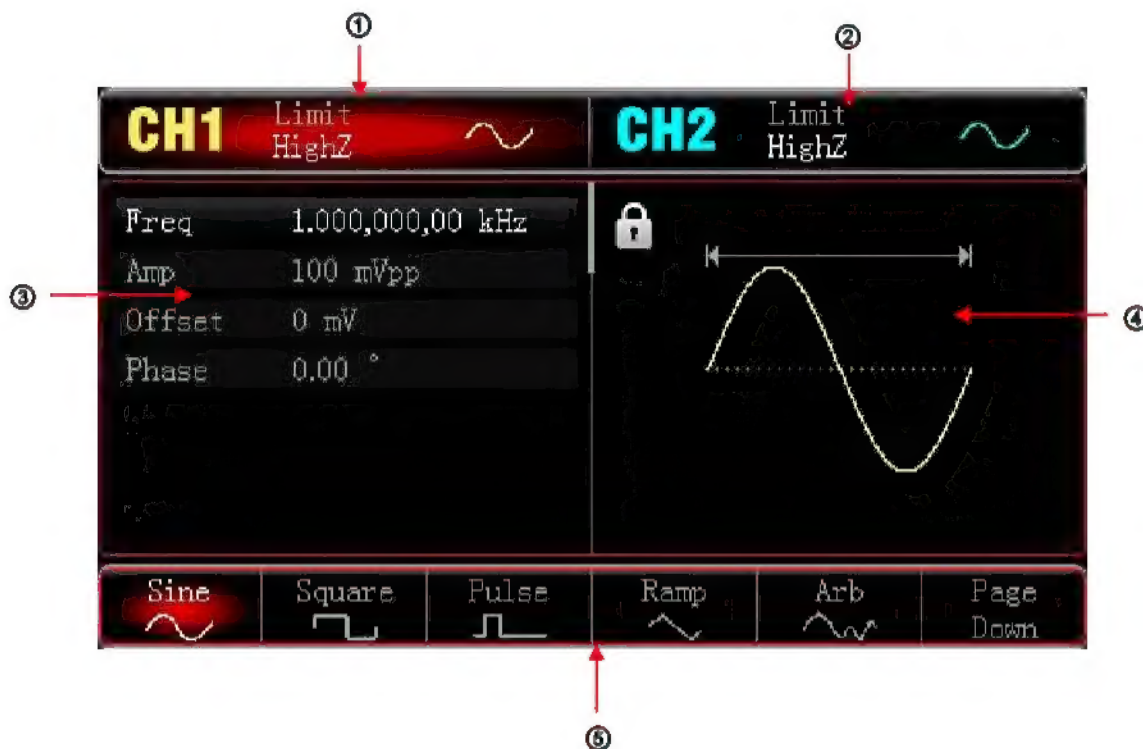 ①
②
CH1
Limit
HighZ
CH2
Limit
HighZ
Freq 1.000,000,00 kHz
Amp 100 mVpp
Offset 0 mV
Phase 0.00 °
③
④
Sine
Square
Pulse
Ramp
Arb
Page
Down
⑤